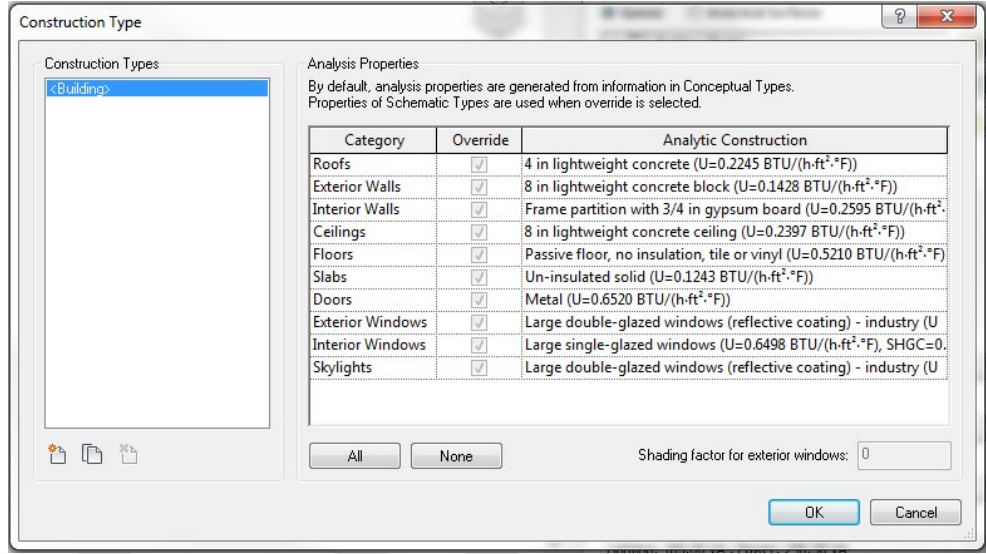 Construction Type
Construction Types
<Building>
Analysis Properties
By default, analysis properties are generated from information in Conceptual Types.
Properties of Schematic Types are used when override is selected.
Category Override Analytic Construction
Roofs 4 in lightweight concrete (U=0.2245 BTU/(h·ft²·°F))
Exterior Walls 8 in lightweight concrete block (U=0.1428 BTU/(h·ft²·°F))
Interior Walls Frame partition with 3/4 in gypsum board (U=0.2595 BTU/(h·ft²·
Ceilings 8 in lightweight concrete ceiling (U=0.2397 BTU/(h·ft²·°F))
Floors Passive floor, no insulation, tile or vinyl (U=0.5210 BTU/(h·ft²·°F)
Slabs Un-insulated solid (U=0.1243 BTU/(h·ft²·°F))
Doors Metal (U=0.6520 BTU/(h·ft²·°F))
Exterior Windows Large double-glazed windows (reflective coating) - industry (U
Interior Windows Large single-glazed windows (U=0.6498 BTU/(h·ft²·°F), SHGC=0.
Skylights Large double-glazed windows (reflective coating) - industry (U
All None Shading factor for exterior windows: 0
OK Cancel